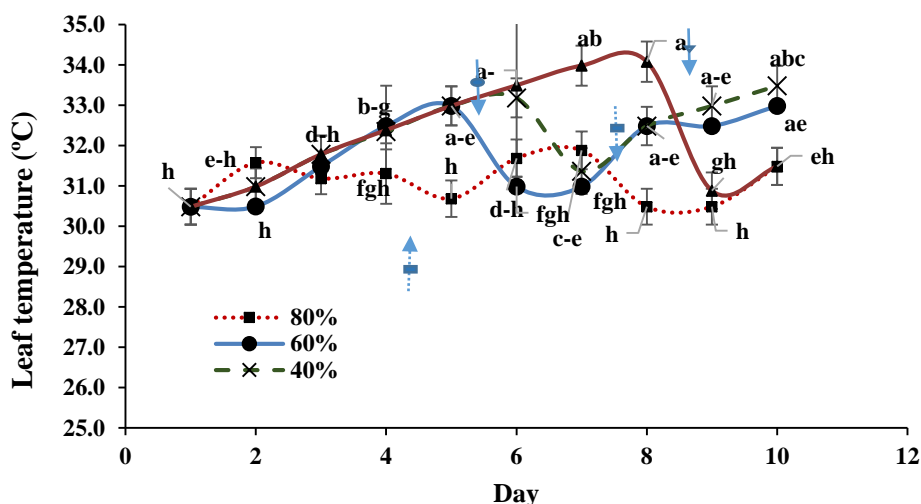 Leaf temperature (ºC)
35.0
34.0
33.0
32.0
31.0
30.0
29.0
28.0
27.0
26.0
25.0
h
e-h
h
d-h
b-g
fgh
a-e
h
a-
d-h
ab
fgh
c-e
fgh
a
a-e
h
a-e
gh
h
abc
ae
eh
80%
60%
40%
0 2 4 6 8 10 12
Day